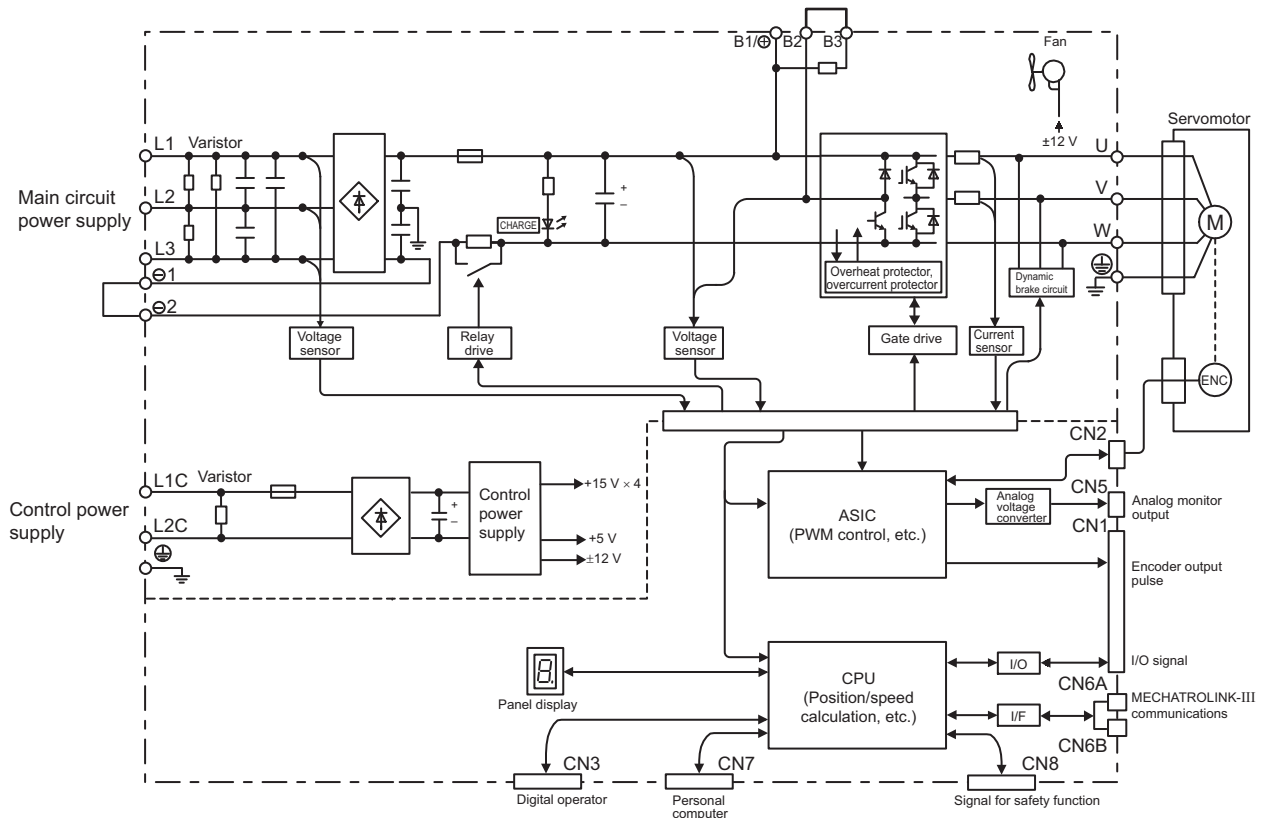 B1/⊕ B2 B3
Fan
±12 V
Servomotor
Main circuit
power supply
L1
Varistor
L2
L3
⊖1
⊖2
CHARGE
+
–
Overheat protector,
overcurrent protector
U
V
W
M
Dynamic
brake circuit
Voltage
sensor
Relay
drive
Voltage
sensor
Gate drive
Current
sensor
ENC
CN2
Control power
supply
L1C
Varistor
L2C
+
–
Control
power
supply
+15 V × 4
+5 V
±12 V
ASIC
(PWM control, etc.)
Analog
voltage
converter
CN5
Analog monitor
output
CN1
Encoder output
pulse
I/O signal
8.
Panel display
CPU
(Position/speed
calculation, etc.)
I/O
I/F
CN6A
MECHATROLINK-III
communications
CN6B
CN3
Digital operator
CN7
Personal
computer
CN8
Signal for safety function